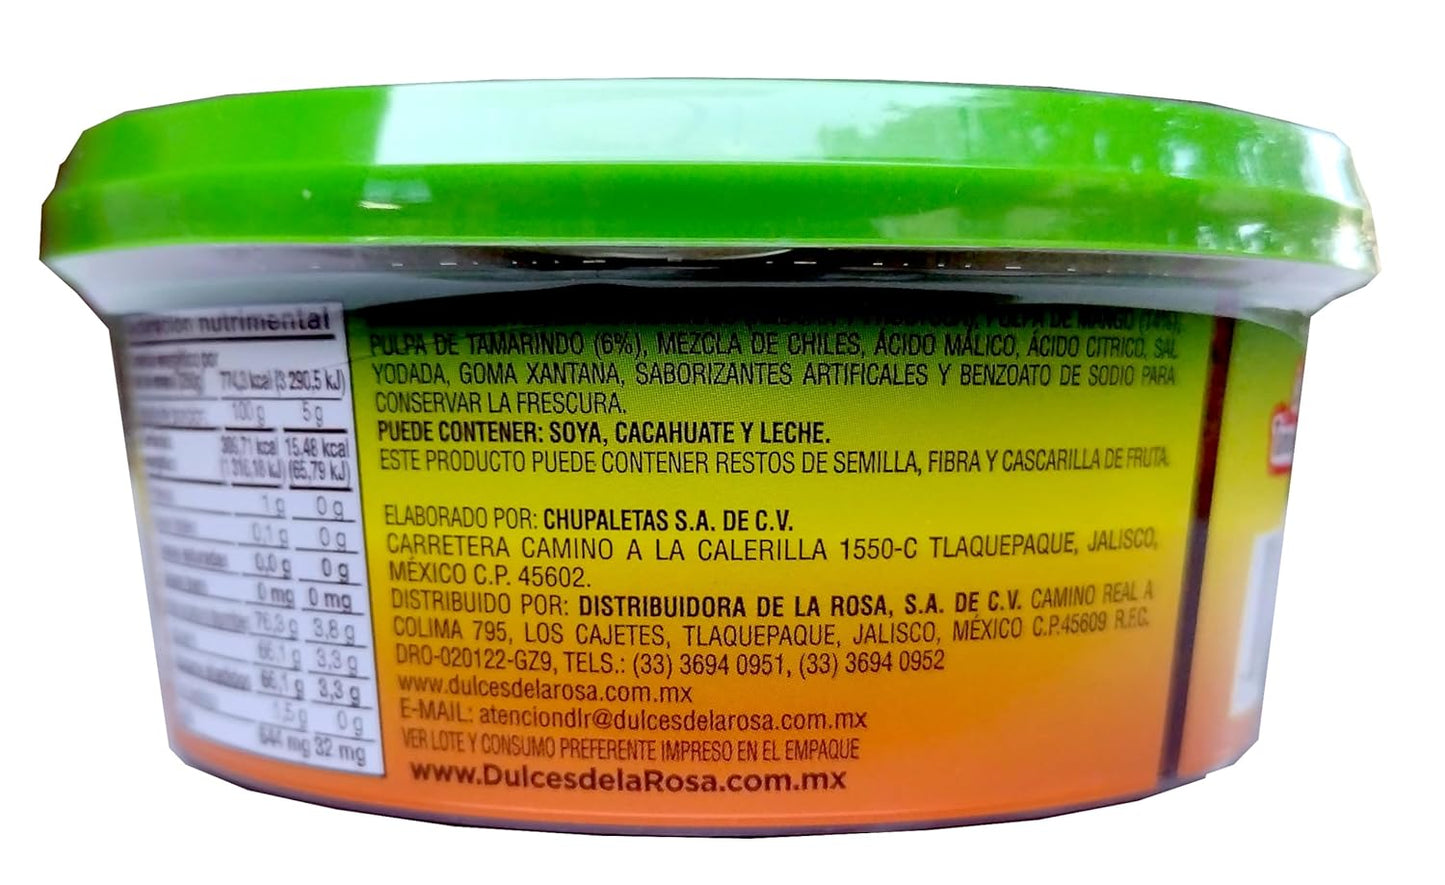 nutrimental
774,3 kcal (3 290,5 kJ)
100 g 5 g
15,48 kcal
(1 316,18 kJ) (65,79 kJ)
1 g 0 g
0,1 g 0 g
0,0 g 0 g
0 mg 0 mg
76,3 g 3,8 g
66,1 g 3,3 g
66,1 g 3,3 g
1,5 g 0 g
644 mg 32 mg
PULPA DE MANGO (14%),
PULPA DE TAMARINDO (6%), MEZCLA DE CHILES, ÁCIDO MÁLICO, ÁCIDO CÍTRICO, SAL
YODADA, GOMA XANTANA, SABORIZANTES ARTIFICALES Y BENZOATO DE SODIO PARA
CONSERVAR LA FRESCURA.
PUEDE CONTENER: SOYA, CACAHUATE Y LECHE.
ESTE PRODUCTO PUEDE CONTENER RESTOS DE SEMILLA, FIBRA Y CASCARILLA DE FRUTA.
ELABORADO POR: CHUPALETAS S.A. DE C.V.
CARRETERA CAMINO A LA CALERILLA 1550-C TLAQUEPAQUE, JALISCO,
MÉXICO C.P. 45602.
DISTRIBUIDO POR: DISTRIBUIDORA DE LA ROSA, S.A. DE C.V. CAMINO REAL A
COLIMA 795, LOS CAJETES, TLAQUEPAQUE, JALISCO, MÉXICO C.P.45609 R.F.C.
DRO-020122-GZ9, TELS.: (33) 3694 0951, (33) 3694 0952
www.dulcesdelarosa.com.mx
E-MAIL: atenciondlr@dulcesdelarosa.com.mx
VER LOTE Y CONSUMO PREFERENTE IMPRESO EN EL EMPAQUE
www.DulcesdelaRosa.com.mx